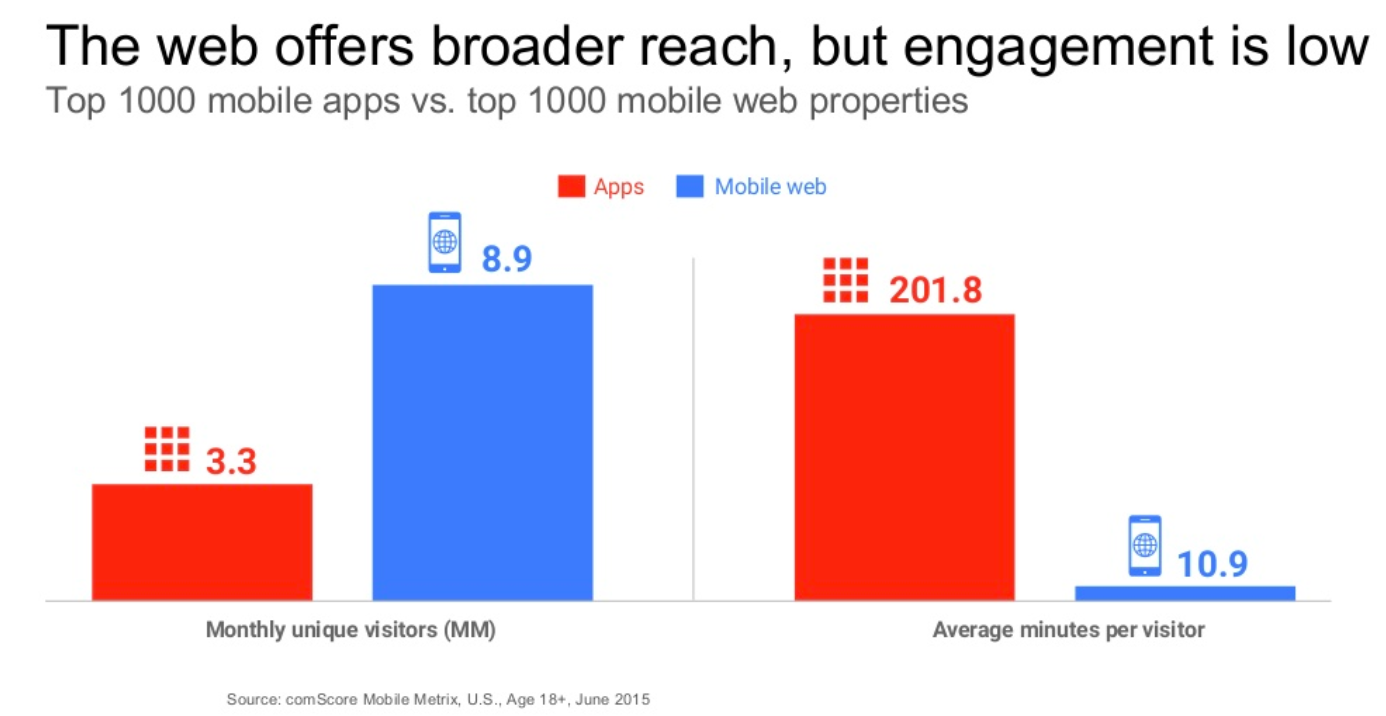 The web offers broader reach, but engagement is low
Top 1000 mobile apps vs. top 1000 mobile web properties
Apps
Mobile web
8.9
3.3
201.8
10.9
Monthly unique visitors (MM)
Average minutes per visitor
Source: comScore Mobile Metrix, U.S., Age 18+, June 2015